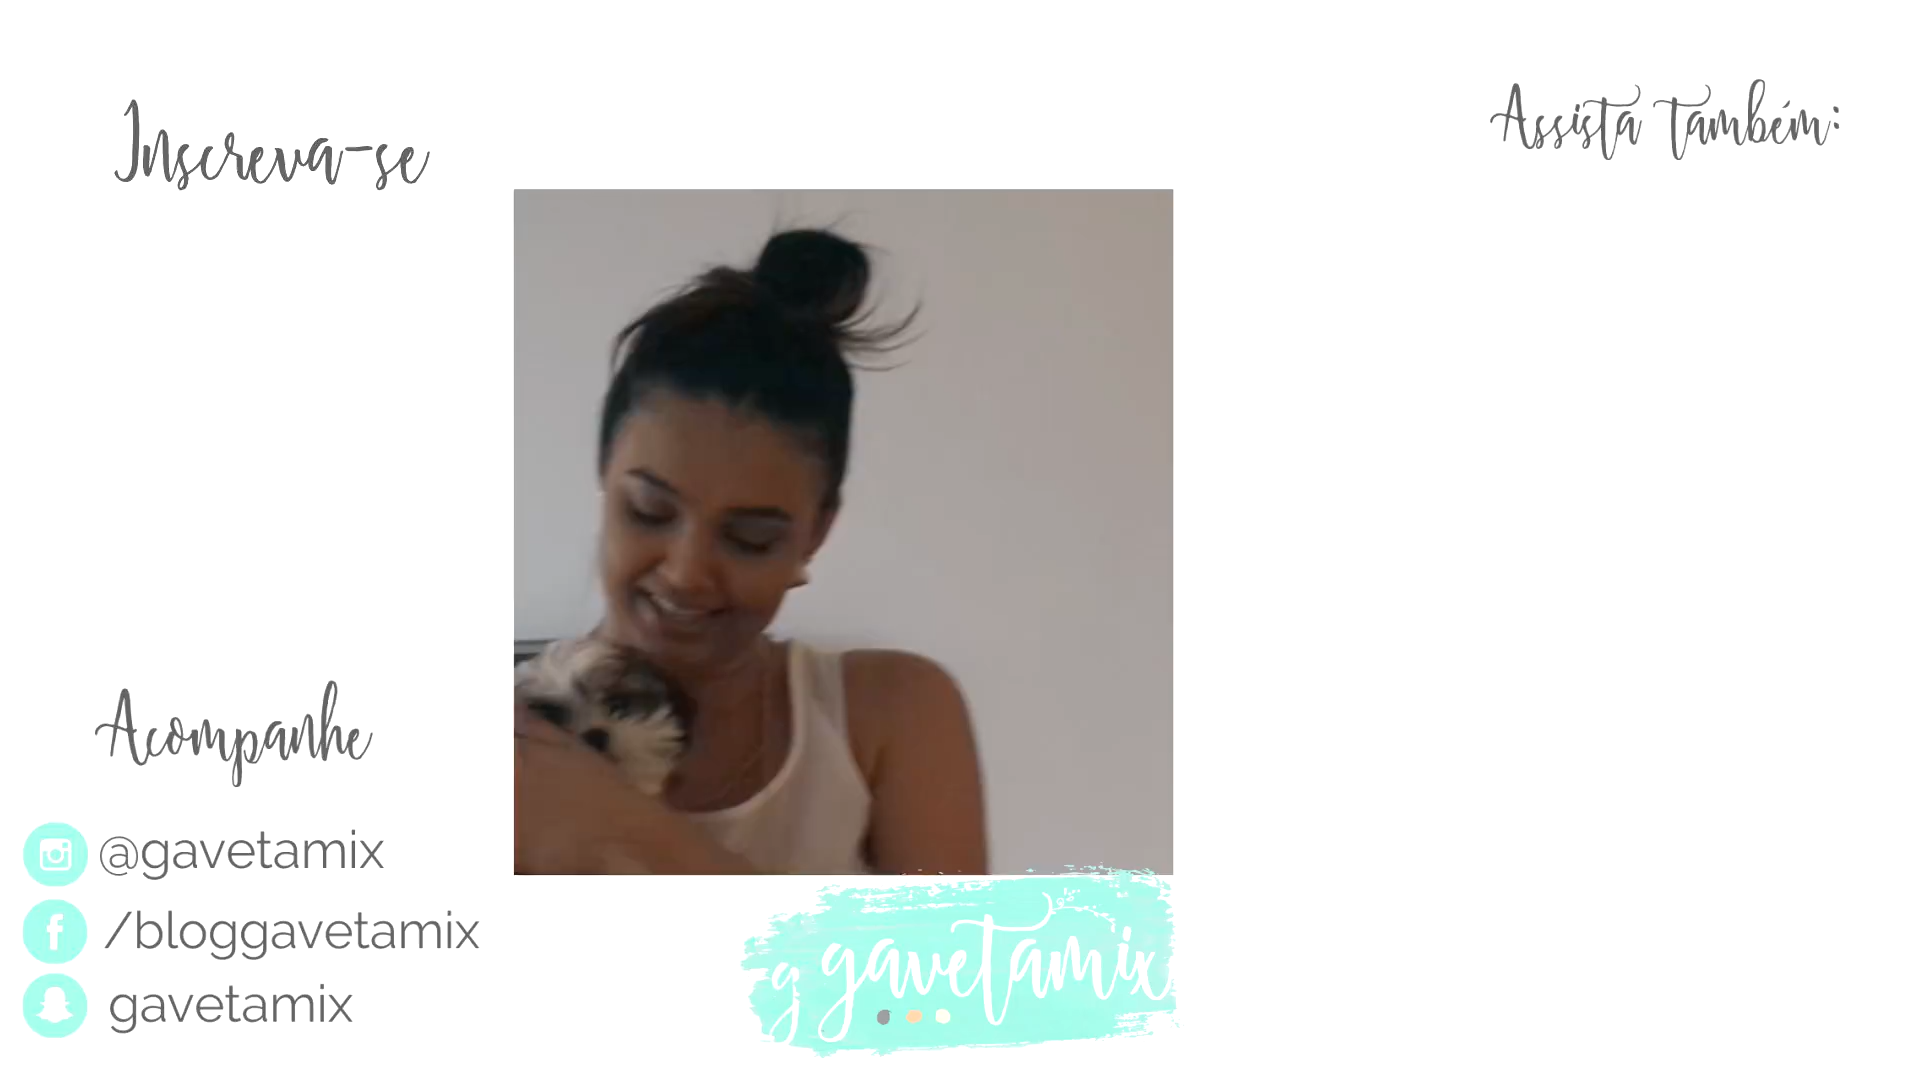 Inscreva-se
Assista também:
Acompanhe
@gavetamix
/bloggavetamix
gavetamix
g gavetamix